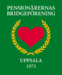 PENSIONÄRERNAS
BRIDGEFÖRENING
UPPSALA
1973